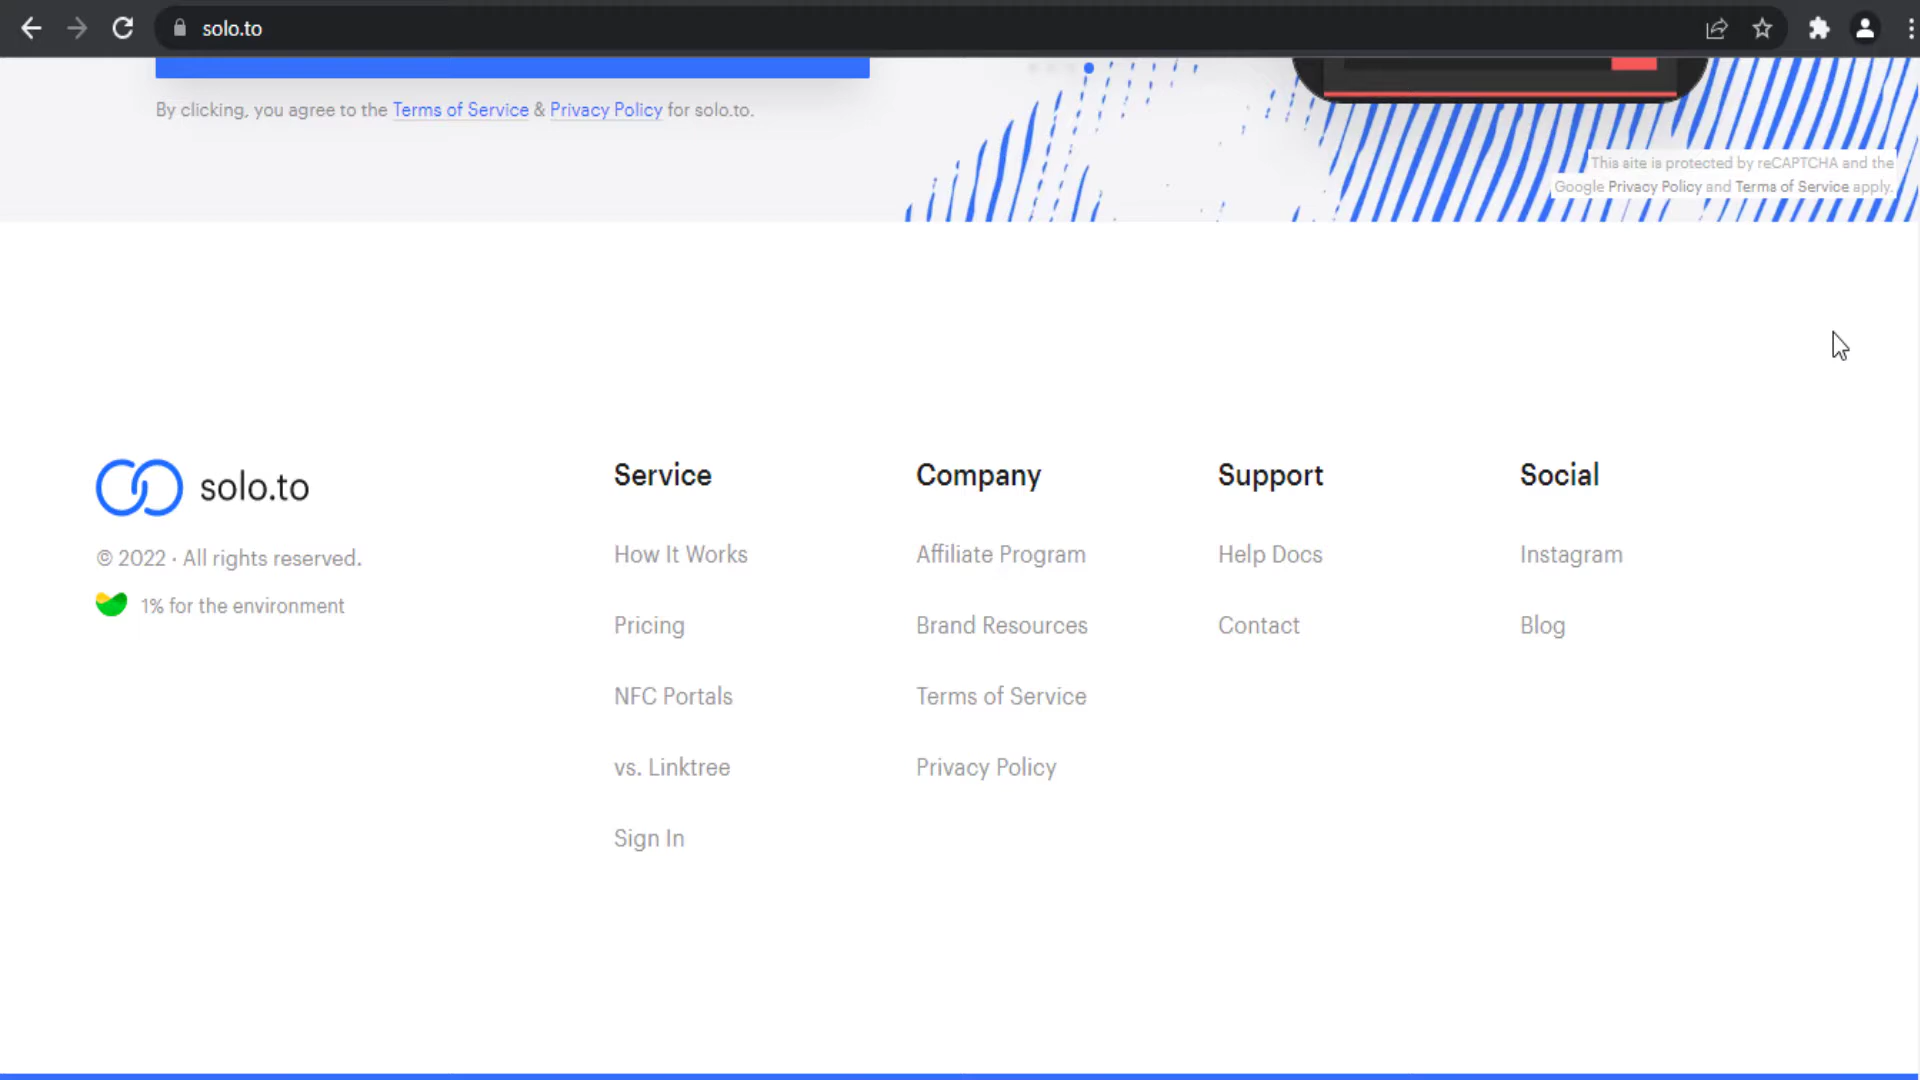 solo.to
By clicking, you agree to the Terms of Service & Privacy Policy for solo.to.
This site is protected by reCAPTCHA and the
Google Privacy Policy and Terms of Service apply.
solo.to
© 2022 · All rights reserved.
1% for the environment
Service
How It Works
Pricing
NFC Portals
vs. Linktree
Sign In
Company
Affiliate Program
Brand Resources
Terms of Service
Privacy Policy
Support
Help Docs
Contact
Social
Instagram
Blog